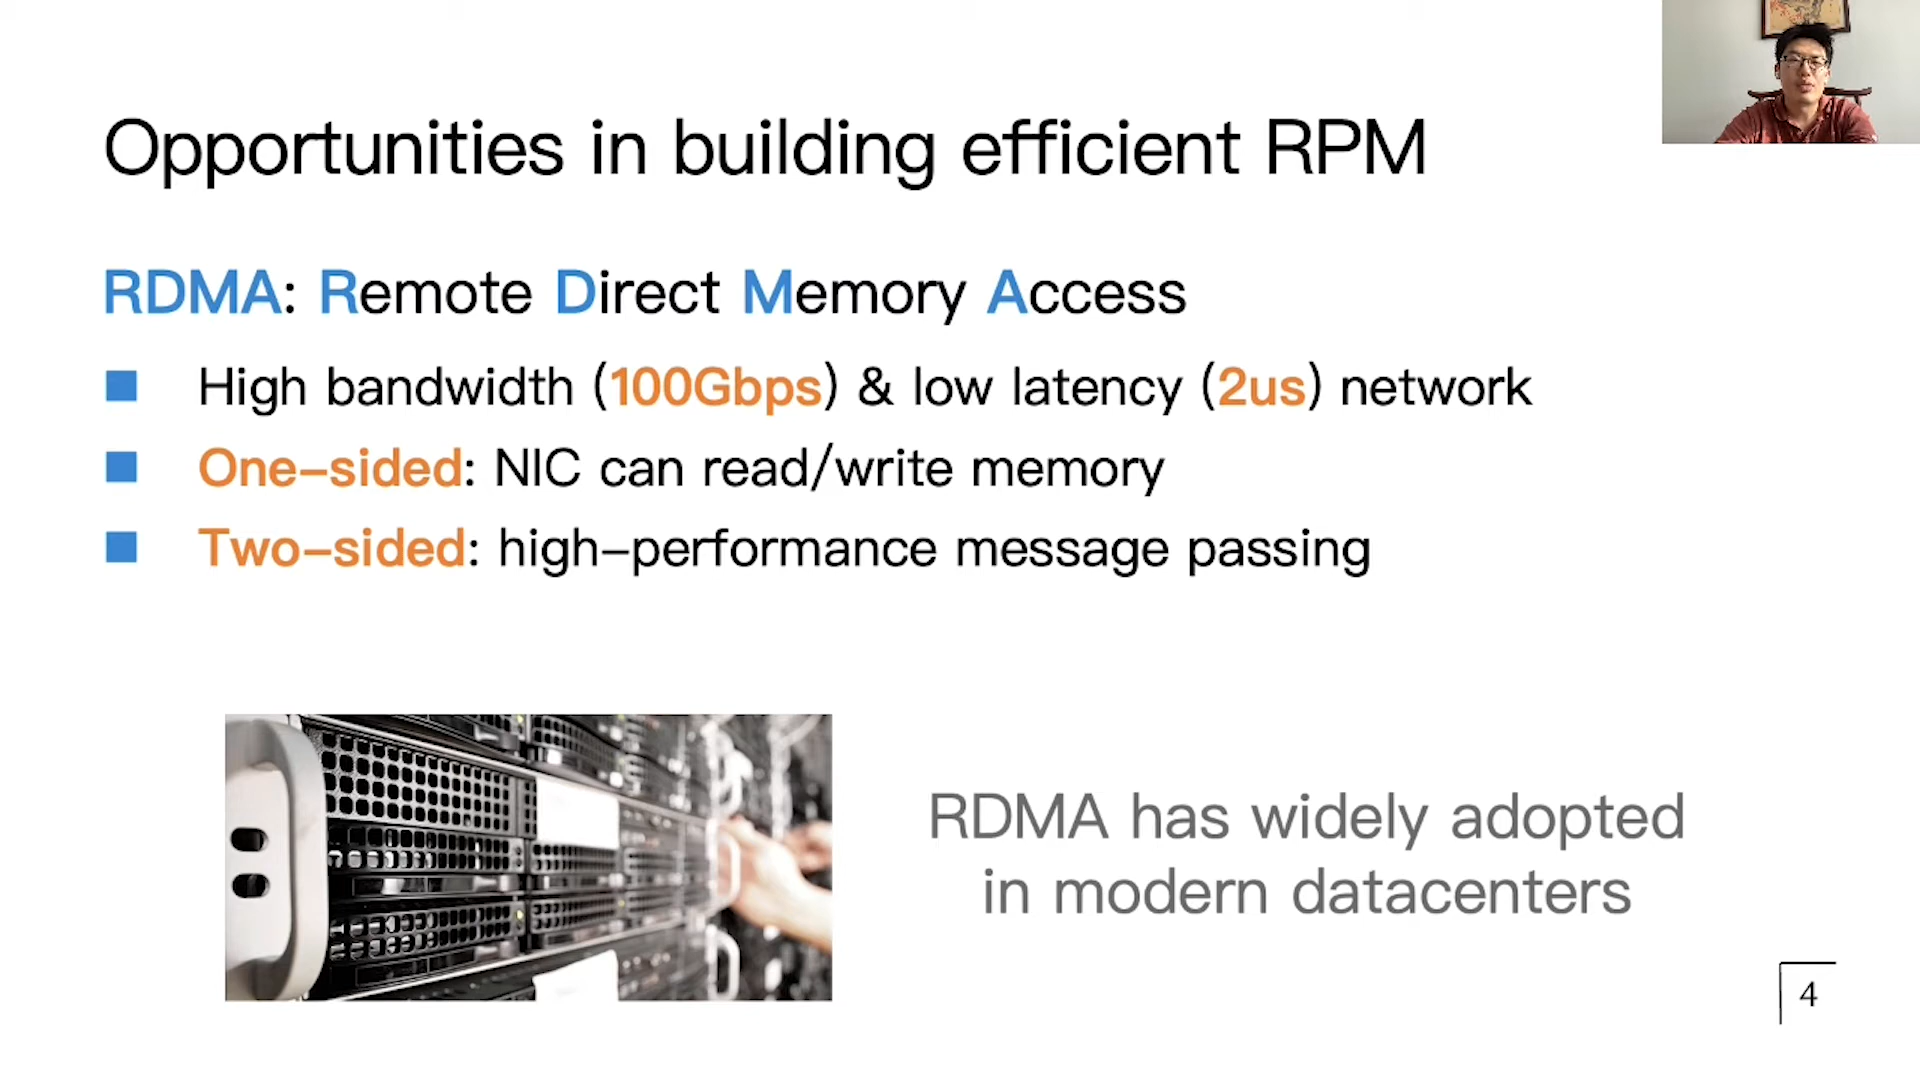 Opportunities in building efficient RPM
RDMA: Remote Direct Memory Access
High bandwidth (100Gbps) & low latency (2us) network
One-sided: NIC can read/write memory
Two-sided: high-performance message passing
RDMA has widely adopted
in modern datacenters
4